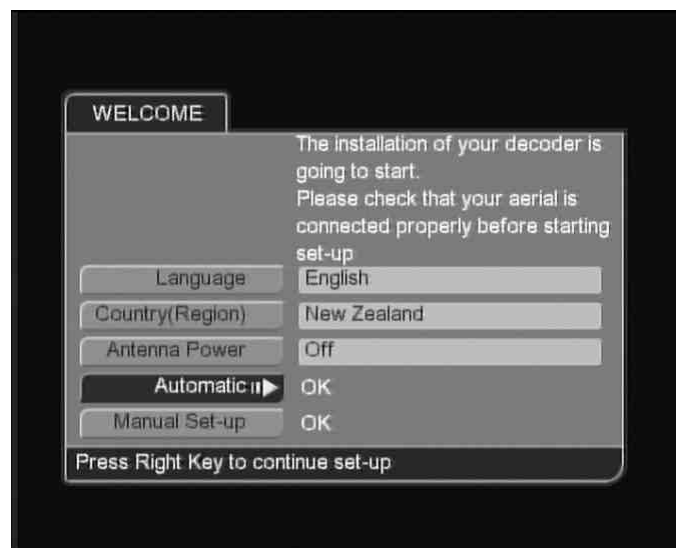 WELCOME
The installation of your decoder is
going to start.
Please check that your aerial is
connected properly before starting
set-up
Language English
Country(Region) New Zealand
Antenna Power Off
Automatic OK
Manual Set-up OK
Press Right Key to continue set-up